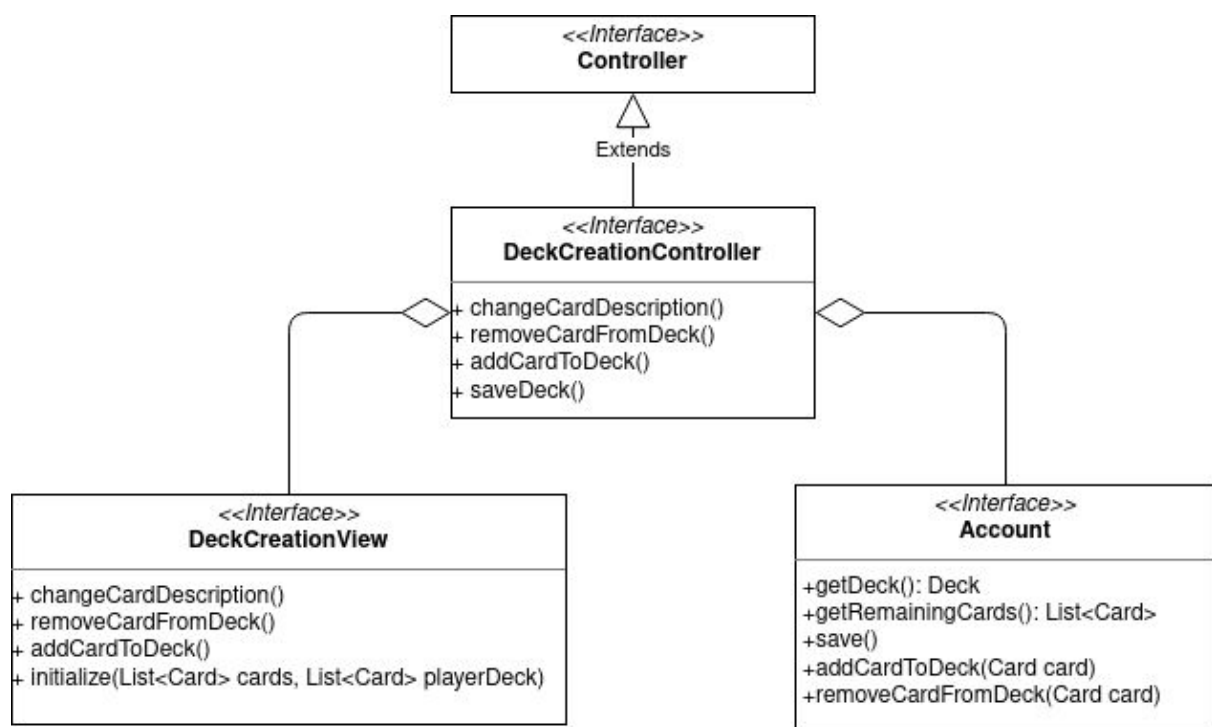 <<Interface>>
Controller
Extends
<<Interface>>
DeckCreationController
+ changeCardDescription()
+ removeCardFromDeck()
+ addCardToDeck()
+ saveDeck()
<<Interface>>
DeckCreationView
+ changeCardDescription()
+ removeCardFromDeck()
+ addCardToDeck()
+ initialize(List<Card> cards, List<Card> playerDeck)
<<Interface>>
Account
+getDeck(): Deck
+getRemainingCards(): List<Card>
+save()
+addCardToDeck(Card card)
+removeCardFromDeck(Card card)